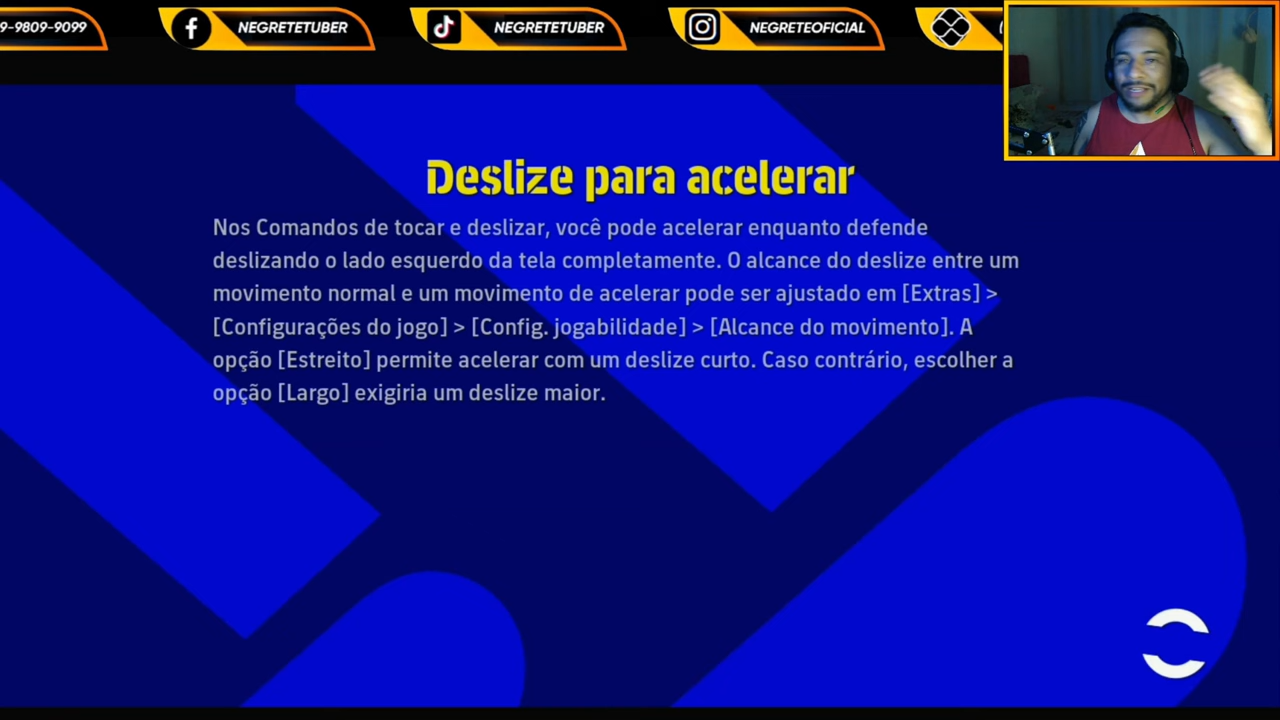 9-9809-9099
NEGRETETUBER
NEGRETETUBER
NEGRETEOFICIAL
Deslize para acelerar
Nos Comandos de tocar e deslizar, você pode acelerar enquanto defende
deslizando o lado esquerdo da tela completamente. O alcance do deslize entre um
movimento normal e um movimento de acelerar pode ser ajustado em [Extras] >
[Configurações do jogo] > [Config. jogabilidade] > [Alcance do movimento]. A
opção [Estreito] permite acelerar com um deslize curto. Caso contrário, escolher a
opção [Largo] exigiria um deslize maior.